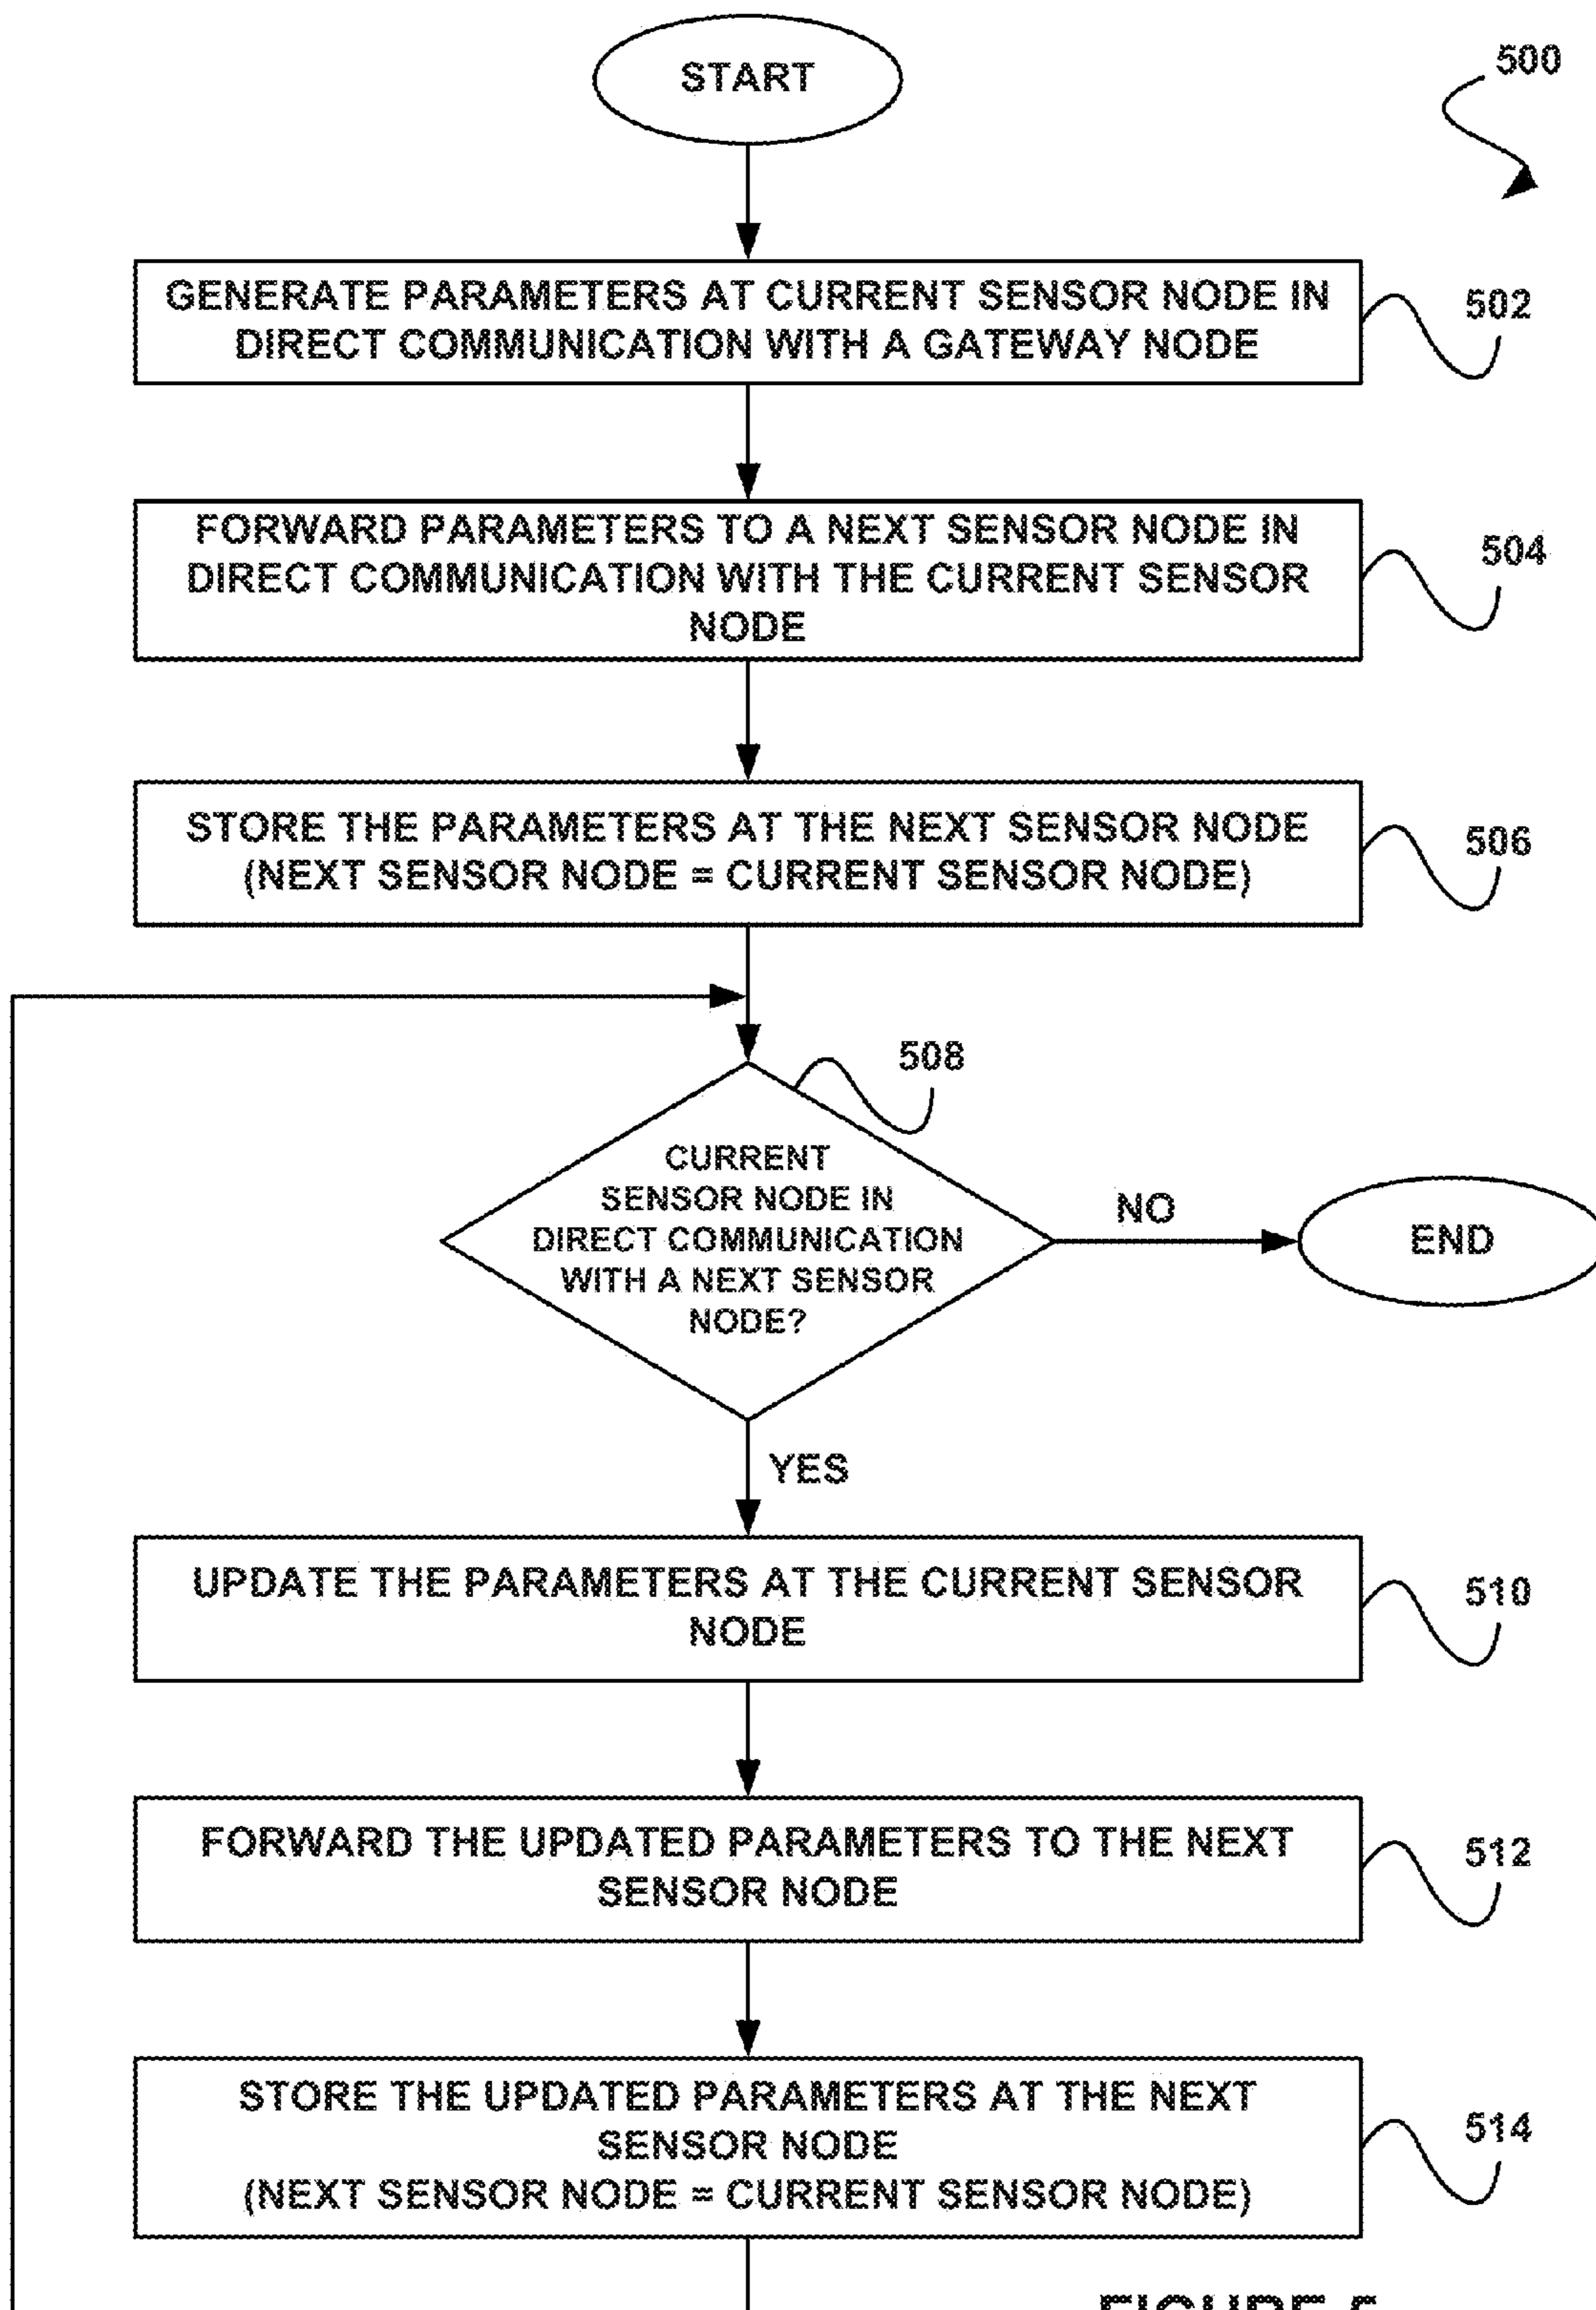 START
500
GENERATE PARAMETERS AT CURRENT SENSOR NODE IN
DIRECT COMMUNICATION WITH A GATEWAY NODE
502
FORWARD PARAMETERS TO A NEXT SENSOR NODE IN
DIRECT COMMUNICATION WITH THE CURRENT SENSOR
NODE
504
STORE THE PARAMETERS AT THE NEXT SENSOR NODE
(NEXT SENSOR NODE = CURRENT SENSOR NODE)
506
508
CURRENT
SENSOR NODE IN
DIRECT COMMUNICATION
WITH A NEXT SENSOR
NODE?
NO
END
YES
UPDATE THE PARAMETERS AT THE CURRENT SENSOR
NODE
510
FORWARD THE UPDATED PARAMETERS TO THE NEXT
SENSOR NODE
512
STORE THE UPDATED PARAMETERS AT THE NEXT
SENSOR NODE
(NEXT SENSOR NODE = CURRENT SENSOR NODE)
514
FIGURE 5